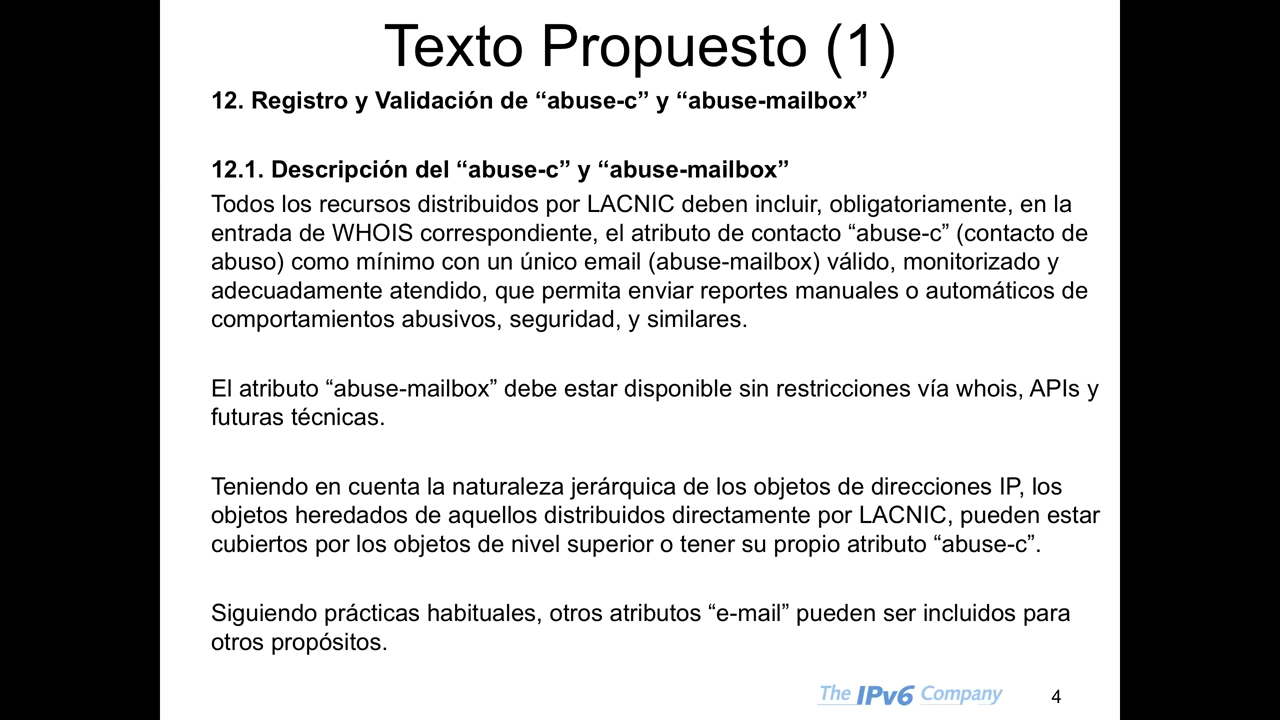 Texto Propuesto (1)
12. Registro y Validación de “abuse-c” y “abuse-mailbox”
12.1. Descripción del “abuse-c” y “abuse-mailbox”
Todos los recursos distribuidos por LACNIC deben incluir, obligatoriamente, en la
entrada de WHOIS correspondiente, el atributo de contacto “abuse-c” (contacto de
abuso) como mínimo con un único email (abuse-mailbox) válido, monitorizado y
adecuadamente atendido, que permita enviar reportes manuales o automáticos de
comportamientos abusivos, seguridad, y similares.
El atributo “abuse-mailbox” debe estar disponible sin restricciones vía whois, APIs y
futuras técnicas.
Teniendo en cuenta la naturaleza jerárquica de los objetos de direcciones IP, los
objetos heredados de aquellos distribuidos directamente por LACNIC, pueden estar
cubiertos por los objetos de nivel superior o tener su propio atributo “abuse-c”.
Siguiendo prácticas habituales, otros atributos “e-mail” pueden ser incluidos para
otros propósitos.
The IPv6 Company
4